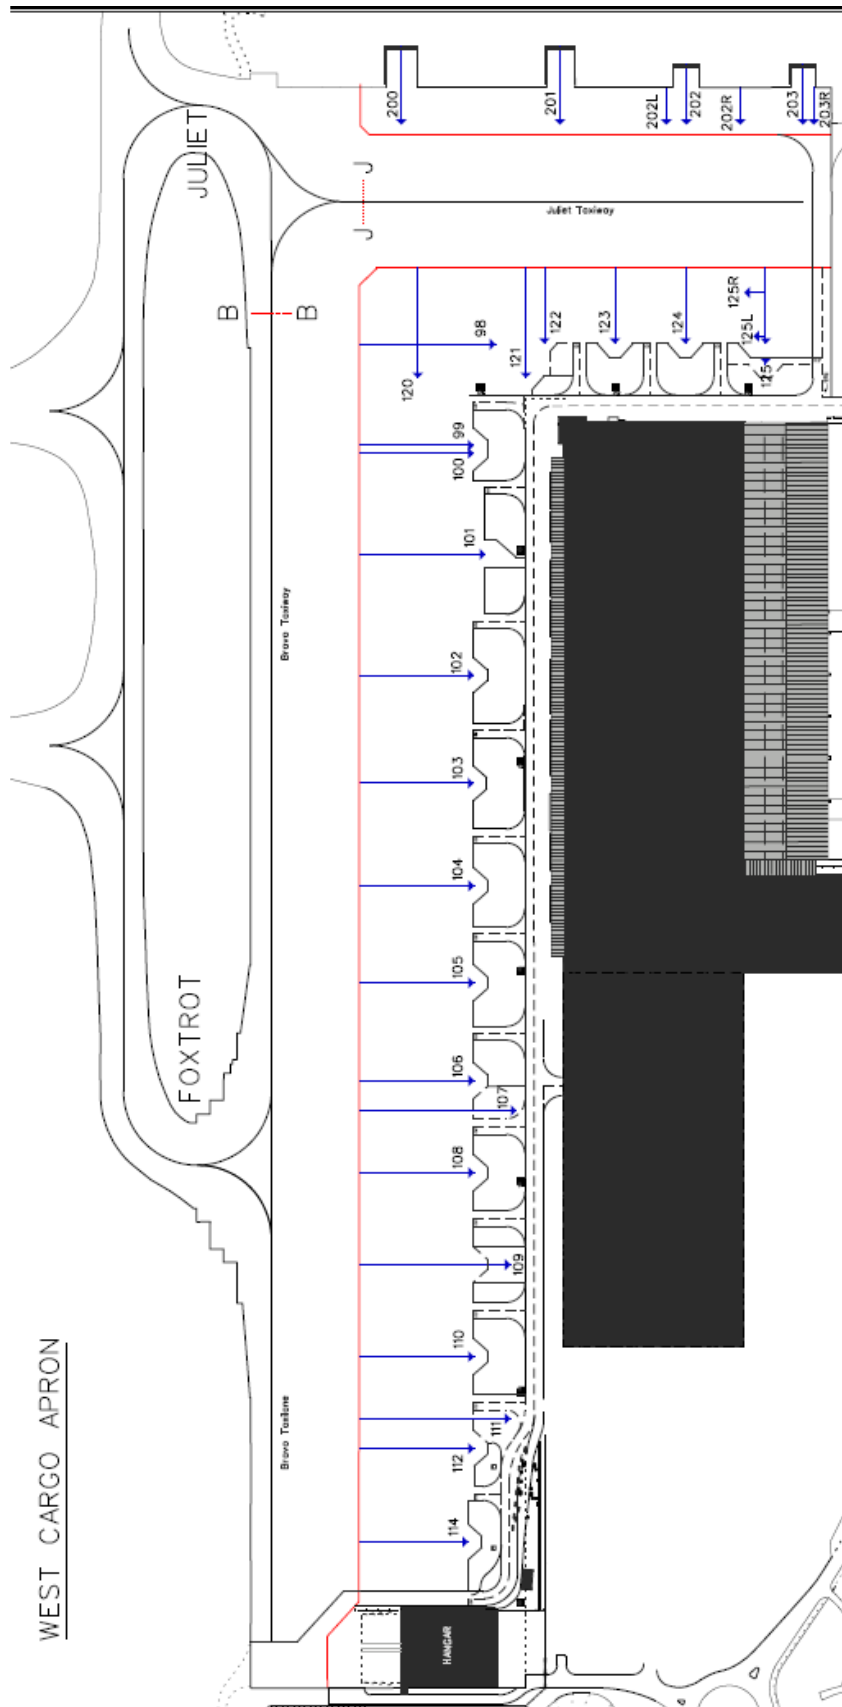 200
201
202L
202
202R
203
203R
JULIET
J
J
Juliet Taxiway
B
B
98
120
121
122
123
124
125R
125L
125
99
100
101
Bravo Taxiway
102
103
104
105
FOXTROT
106
107
108
109
110
111
112
Bravo Taxilane
114
WEST CARGO APRON
HANGAR